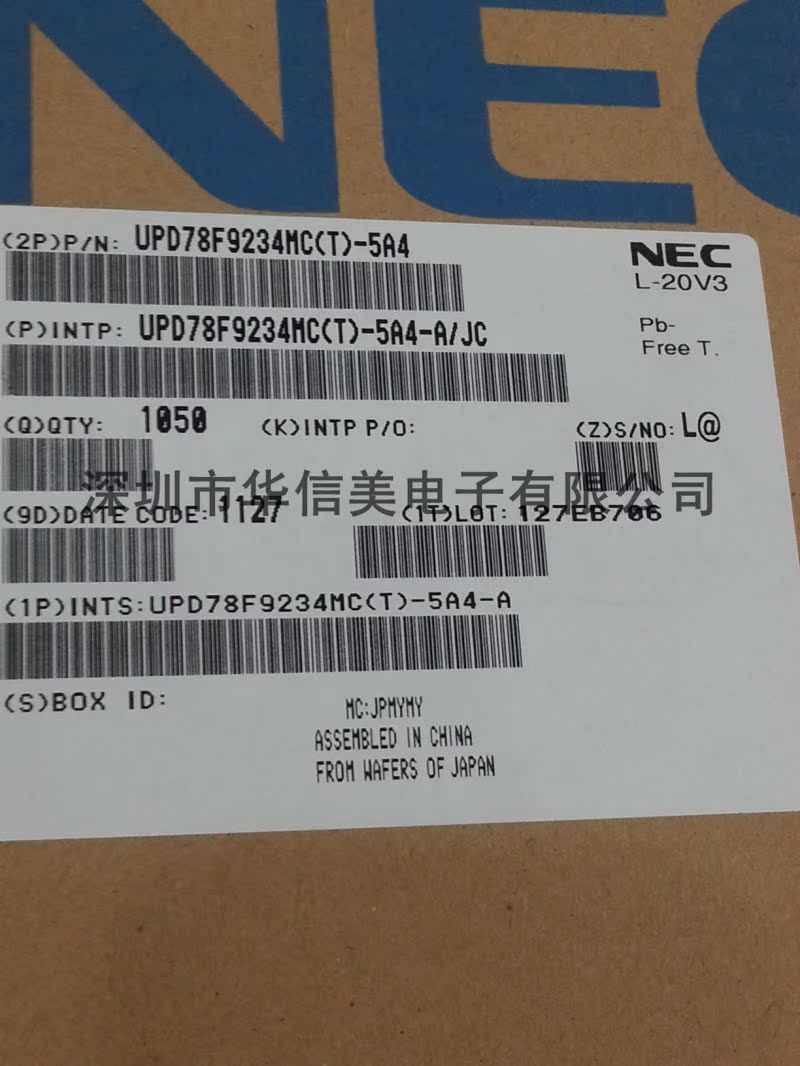 NEC
(2P)P/N: UPD78F9234MC(T)-5A4
NEC
L-20V3
(P)INTP: UPD78F9234MC(T)-5A4-A/JC
Pb-
Free T.
(Q)QTY: 1050 (K)INTP P/O: (Z)S/NO: L@
深圳市华信美电子有限公司
(9D)DATE CODE: 1127 (1T)LOT: 127EB706
(1P)INTS:UPD78F9234MC(T)-5A4-A
(S)BOX ID:
MC:JPMYMY
ASSEMBLED IN CHINA
FROM WAFERS OF JAPAN